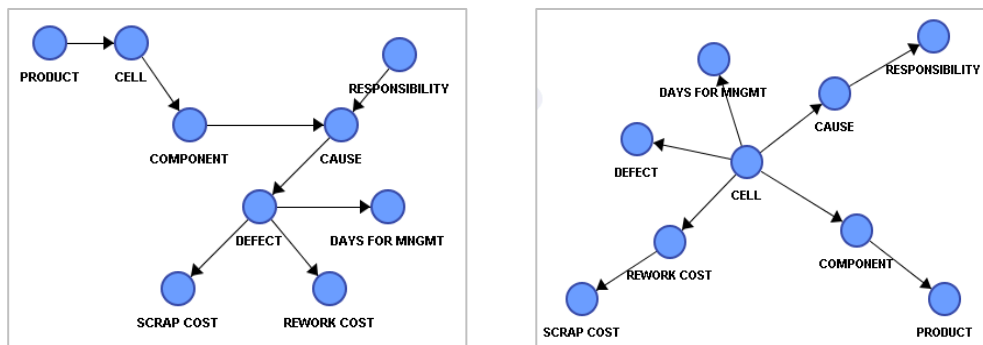 PRODUCT
CELL
RESPONSIBILITY
COMPONENT
CAUSE
DEFECT
DAYS FOR MNGMT
SCRAP COST
REWORK COST
RESPONSIBILITY
DAYS FOR MNGMT
CAUSE
DEFECT
CELL
COMPONENT
REWORK COST
SCRAP COST
PRODUCT